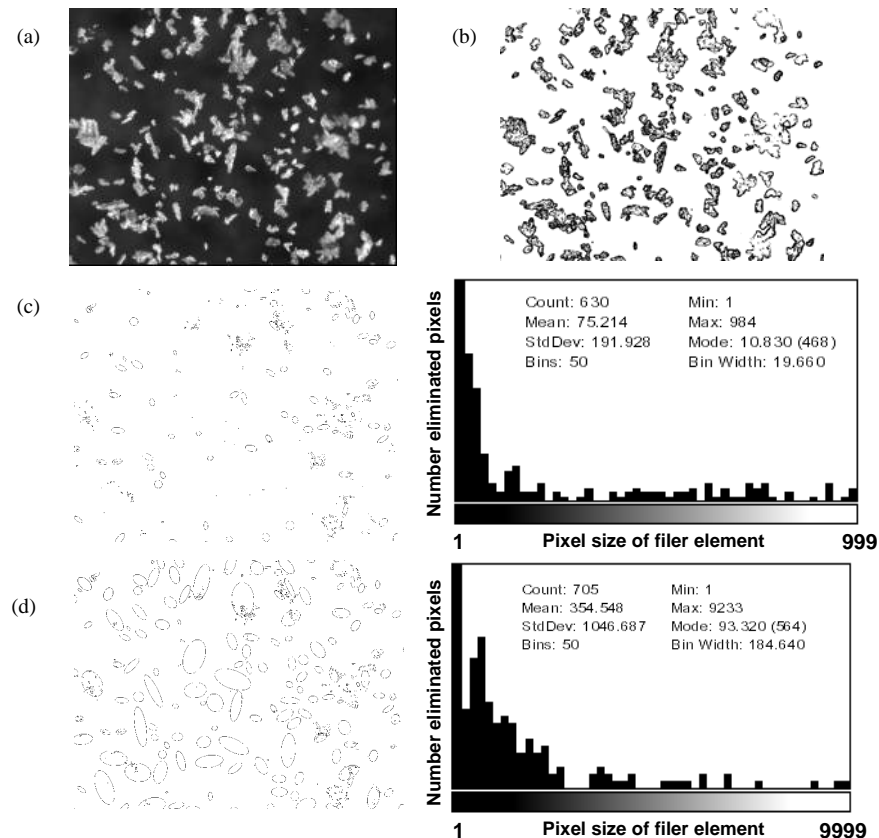 (a)
(b)
(c)
Number eliminated pixels
Count: 630 Min: 1
Mean: 75.214 Max: 984
StdDev: 191.928 Mode: 10.830 (468)
Bins: 50 Bin Width: 19.660
1 Pixel size of filer element 999
(d)
Number eliminated pixels
Count: 705 Min: 1
Mean: 354.548 Max: 9233
StdDev: 1046.687 Mode: 93.320 (564)
Bins: 50 Bin Width: 184.640
1 Pixel size of filer element 9999